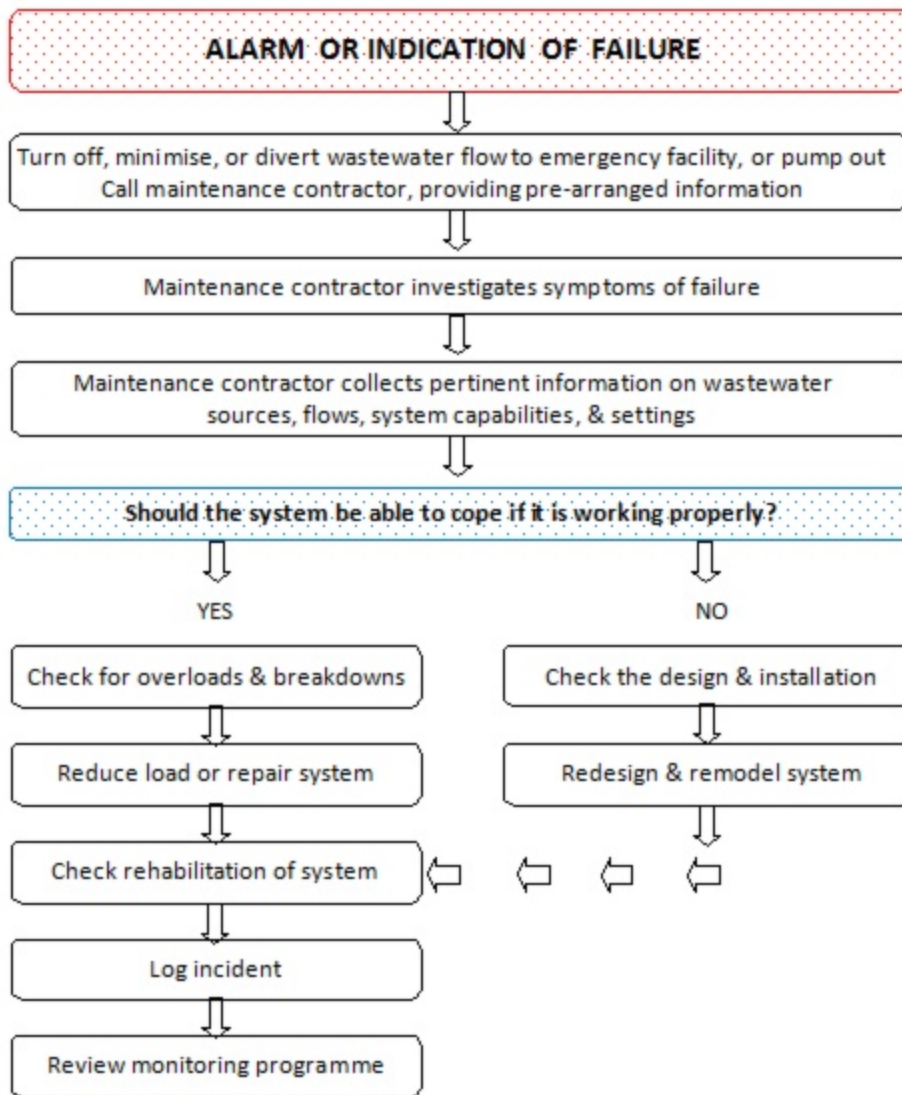 ALARM OR INDICATION OF FAILURE
Turn off, minimise, or divert wastewater flow to emergency facility, or pump out
Call maintenance contractor, providing pre-arranged information
Maintenance contractor investigates symptoms of failure
Maintenance contractor collects pertinent information on wastewater
sources, flows, system capabilities, & settings
Should the system be able to cope if it is working properly?
YES
NO
Check for overloads & breakdowns
Check the design & installation
Reduce load or repair system
Redesign & remodel system
Check rehabilitation of system
Log incident
Review monitoring programme